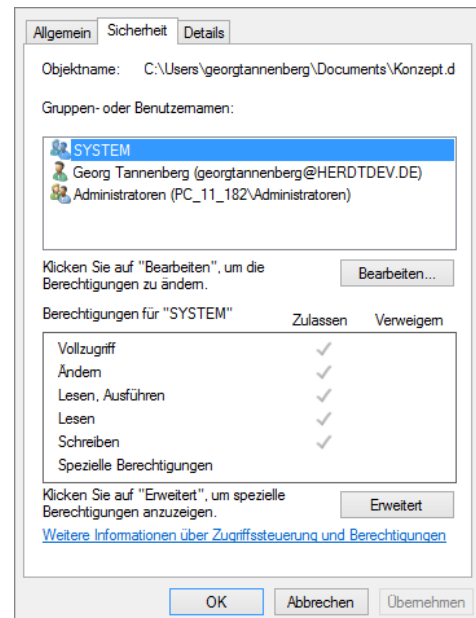 Allgemein Sicherheit Details
Objektname: C:\Users\georgtannenberg\Documents\Konzept.d
Gruppen- oder Benutzernamen:
SYSTEM
Georg Tannenberg (georgtannenberg@HERDTDEV.DE)
Administratoren (PC_11_182\Administratoren)
Klicken Sie auf "Bearbeiten", um die
Berechtigungen zu ändern.
Bearbeiten...
Berechtigungen für "SYSTEM" Zulassen Verweigern
Vollzugriff
Ändern
Lesen, Ausführen
Lesen
Schreiben
Spezielle Berechtigungen
Klicken Sie auf "Erweitert", um spezielle
Berechtigungen anzuzeigen.
Erweitert
Weitere Informationen über Zugriffssteuerung und Berechtigungen
OK Abbrechen Übernehmen